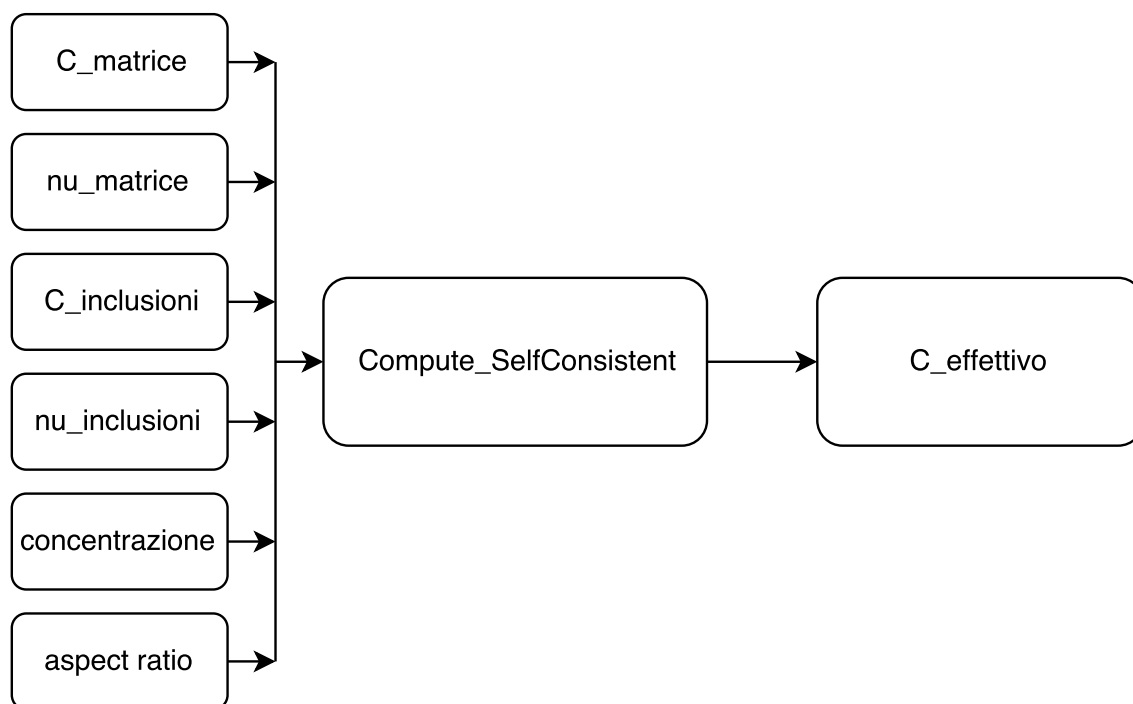 C_matrice
nu_matrice
C_inclusioni
nu_inclusioni
concentrazione
aspect ratio
Compute_SelfConsistent
C_effettivo